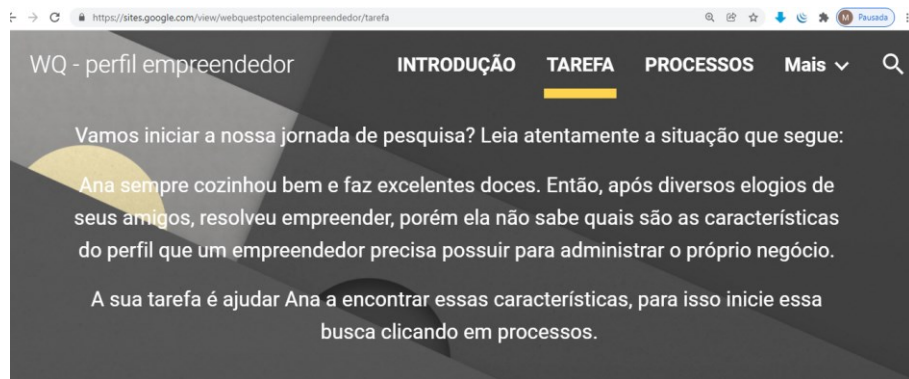 https://sites.google.com/view/webquestpotencialempreendedor/tarefa
M Pausada
WQ - perfil empreendedor INTRODUÇÃO TAREFA PROCESSOS Mais
Vamos iniciar a nossa jornada de pesquisa? Leia atentamente a situação que segue:
Ana sempre cozinhou bem e faz excelentes doces. Então, após diversos elogios de
seus amigos, resolveu empreender, porém ela não sabe quais são as características
do perfil que um empreendedor precisa possuir para administrar o próprio negócio.
A sua tarefa é ajudar Ana a encontrar essas características, para isso inicie essa
busca clicando em processos.